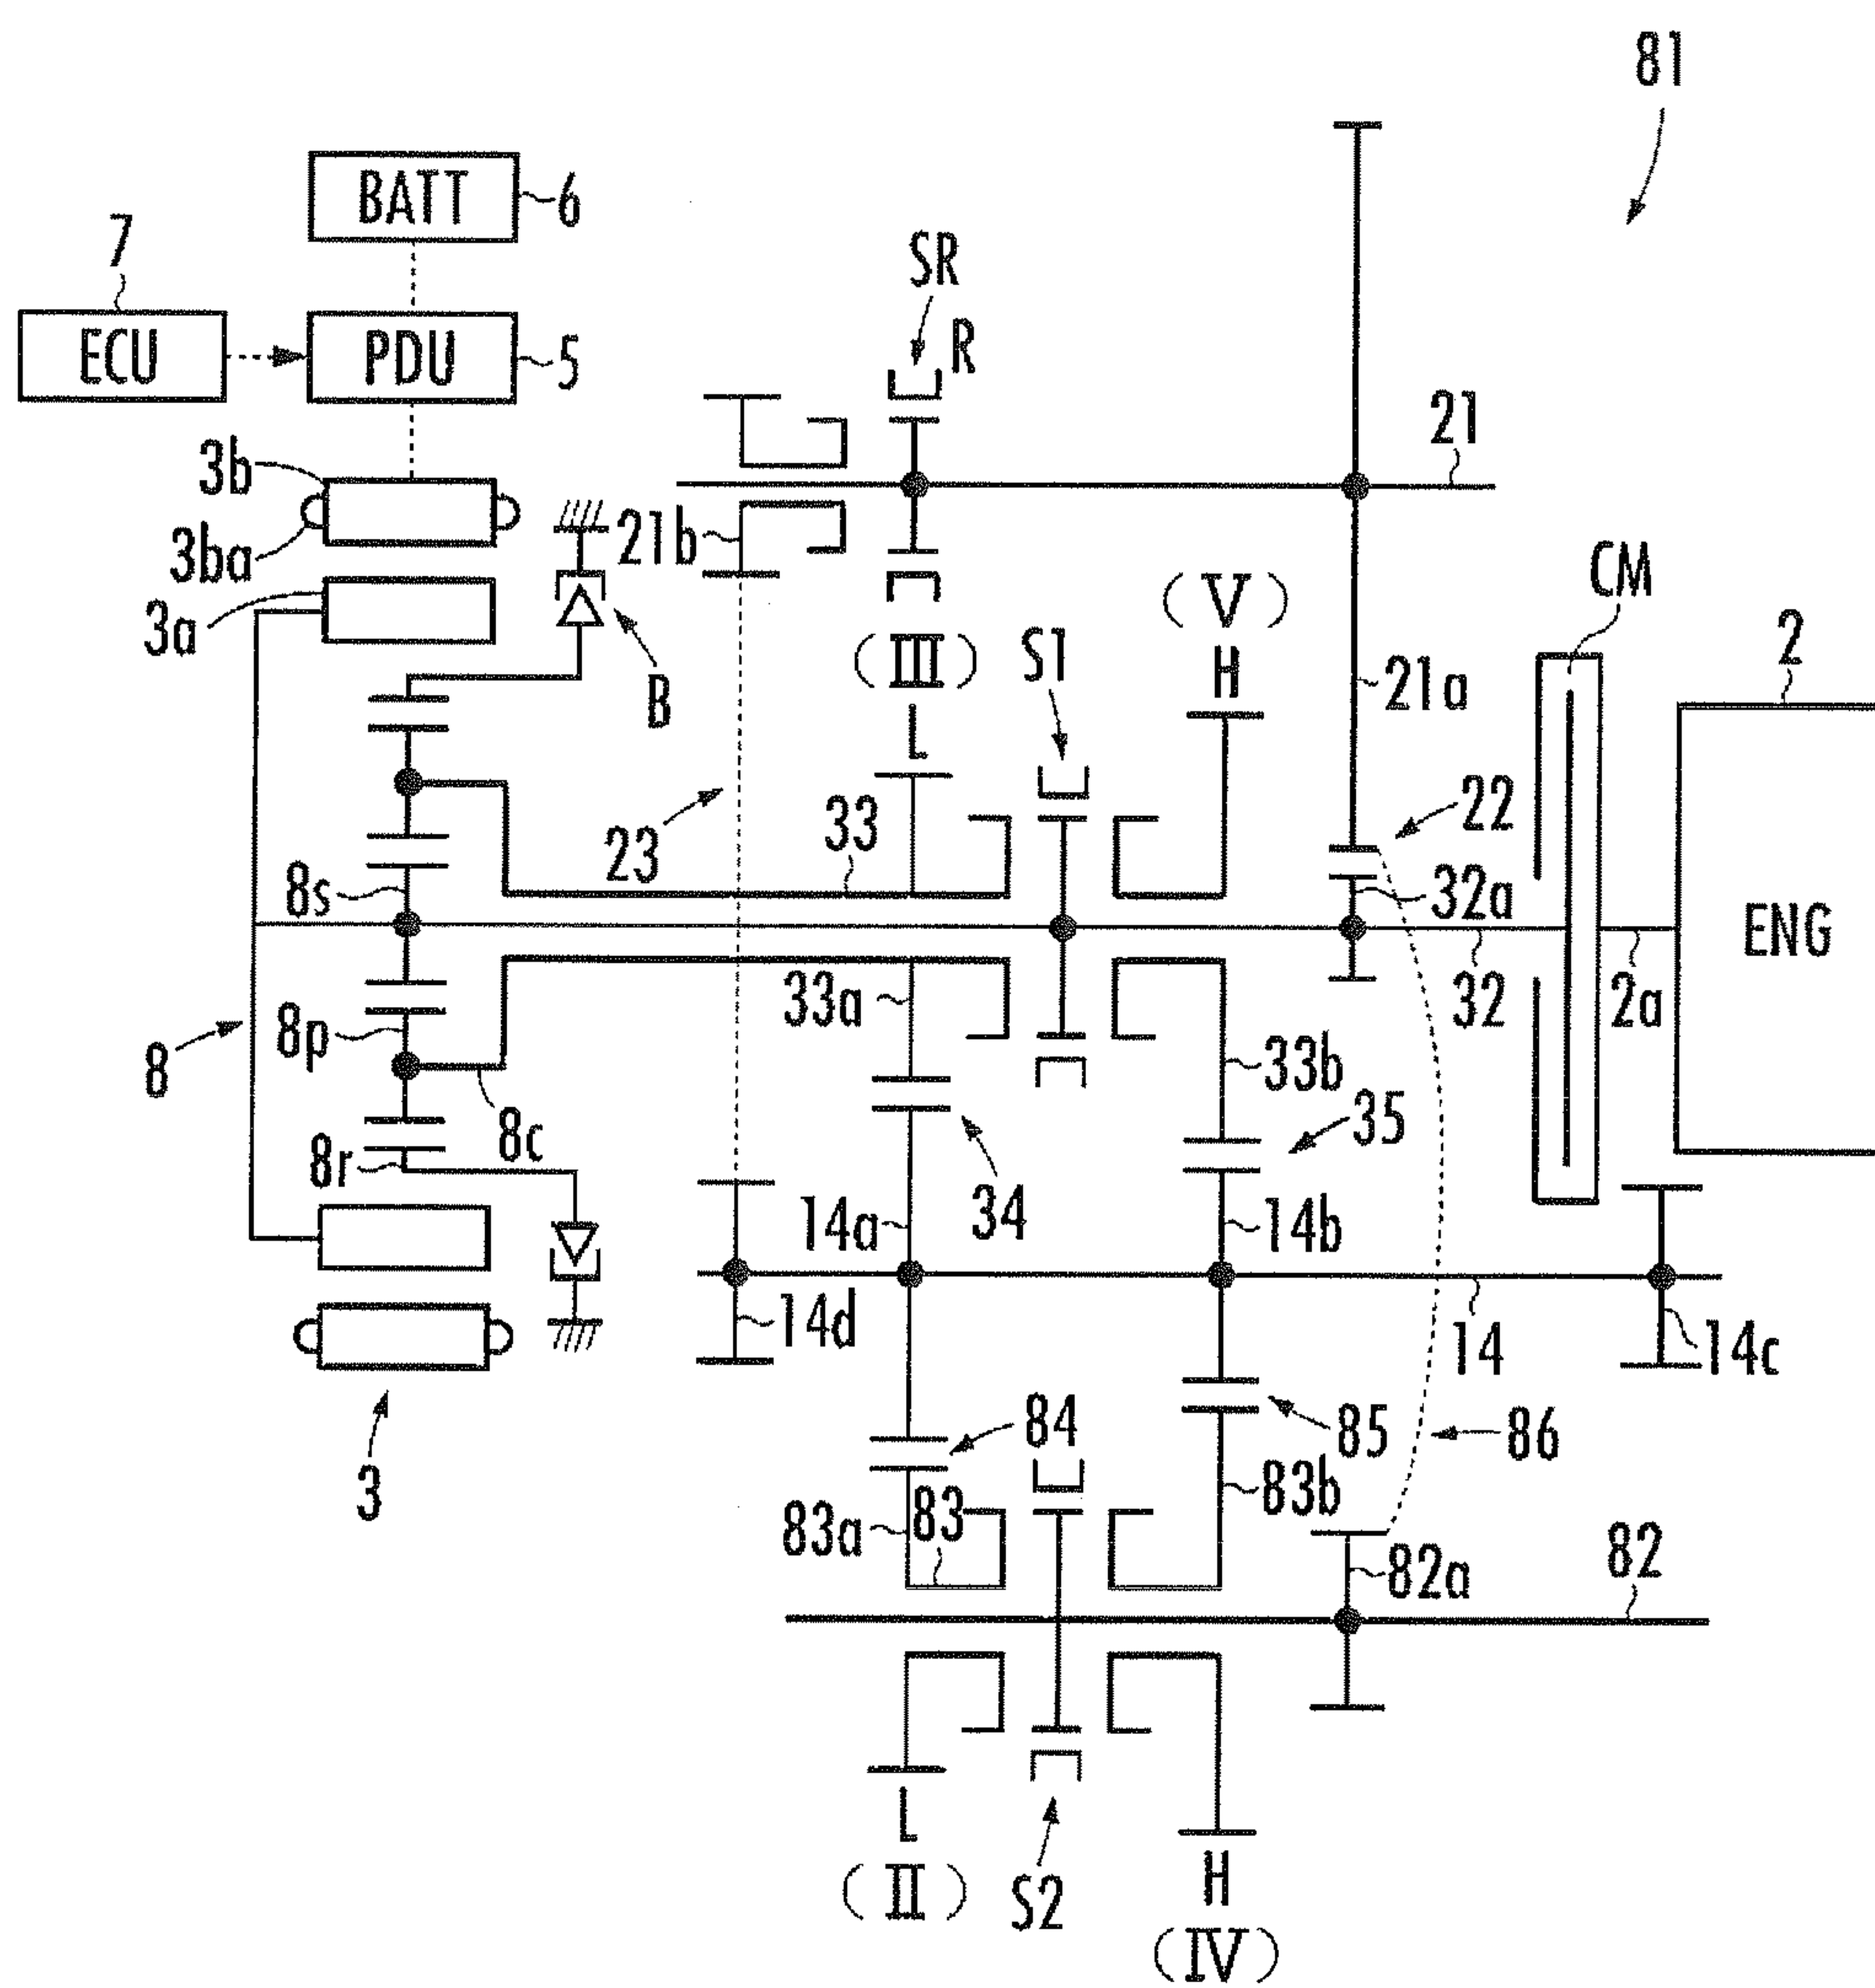 81
BATT
6
7
SR
R
ECU
PDU
5
21
3b
3ba
21b
CM
3a
(V)
(III)
S1
H
2
21a
B
L
22
23
33
8s
32a
ENG
33a
32
2a
8p
33b
8
35
8c
8r
34
14a
14b
14d
14
14c
84
85
86
3
83a
83
83b
82
82a
L
H
(II)
S2
(IV)